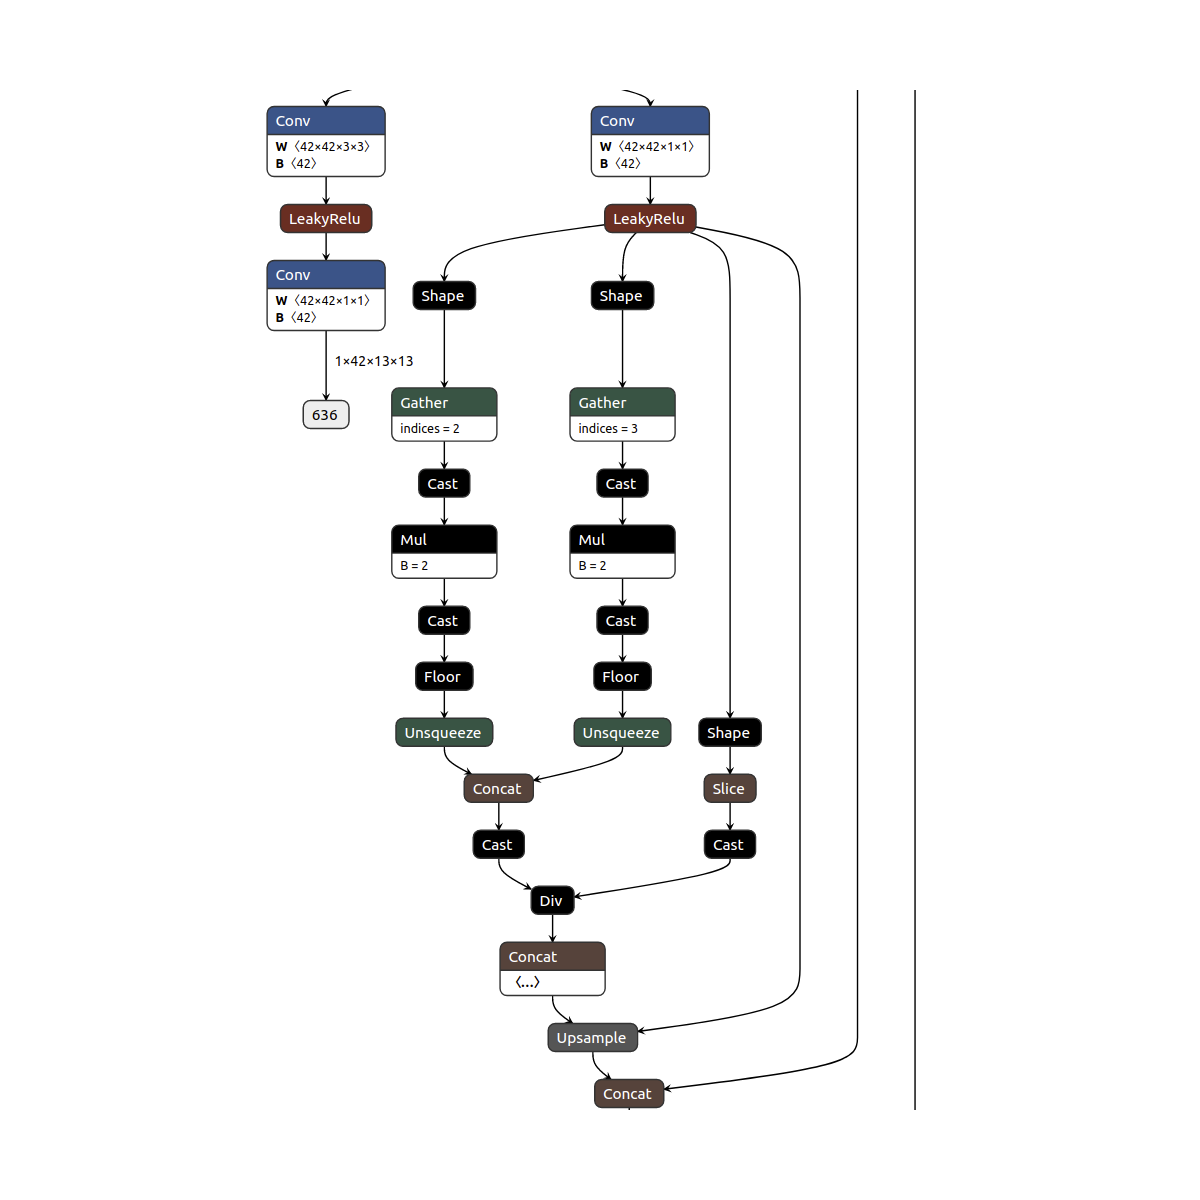 Conv
W 〈42×42×3×3〉
B 〈42〉
Conv
W 〈42×42×1×1〉
B 〈42〉
LeakyRelu
LeakyRelu
Conv
W 〈42×42×1×1〉
B 〈42〉
Shape
Shape
1×42×13×13
636
Gather
indices = 2
Gather
indices = 3
Cast
Cast
Mul
B = 2
Mul
B = 2
Cast
Cast
Floor
Floor
Unsqueeze
Unsqueeze
Shape
Concat
Slice
Cast
Cast
Div
Concat
〈...〉
Upsample
Concat